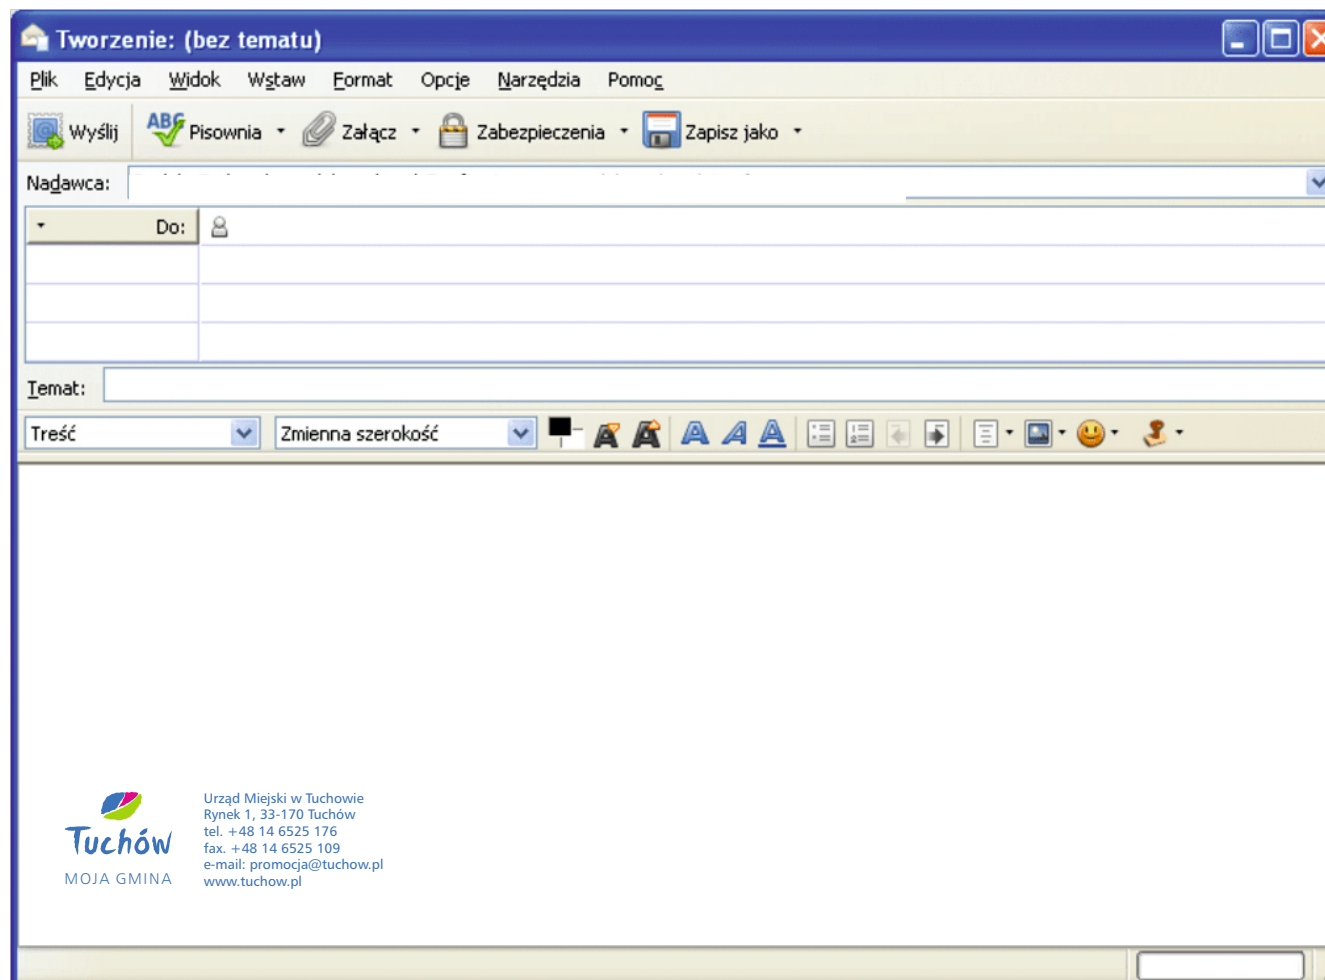 Tworzenie: (bez tematu)
Plik Edycja Widok Wstaw Format Opcje Narzędzia Pomoc
Wyślij ABC Pisownia Załącz Zabezpieczenia Zapisz jako
Nadawca:
Do:
Temat:
Treść Zmienna szerokość
Tuchów
MOJA GMINA
Urząd Miejski w Tuchowie
Rynek 1, 33-170 Tuchów
tel. +48 14 6525 176
fax. +48 14 6525 109
e-mail: promocja@tuchow.pl
www.tuchow.pl